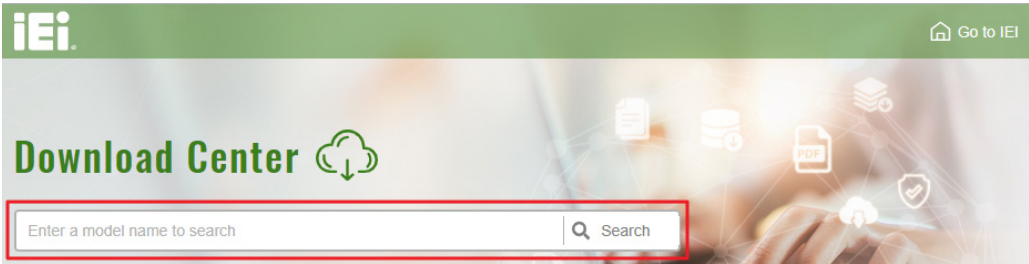 iEi
Go to IEI
Download Center
PDF
Enter a model name to search
Search